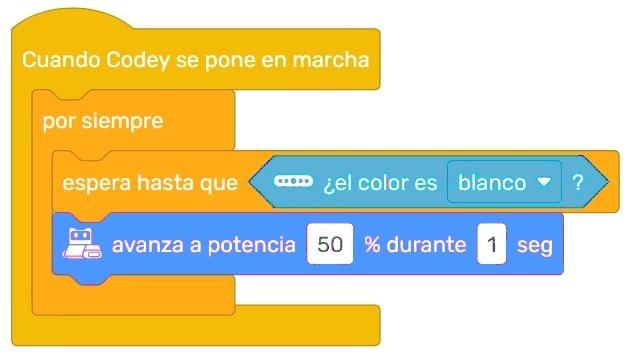 Cuando Codey se pone en marcha
por siempre
espera hasta que ¿el color es blanco ?
avanza a potencia 50 % durante 1 seg